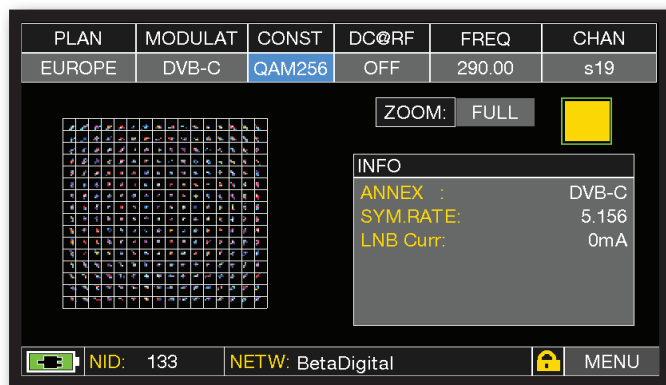 PLAN MODULAT CONST DC@RF FREQ CHAN
EUROPE DVB-C QAM256 OFF 290.00 s19
ZOOM: FULL
INFO
ANNEX : DVB-C
SYM.RATE: 5.156
LNB Curr: 0mA
NID: 133 NETW: BetaDigital MENU